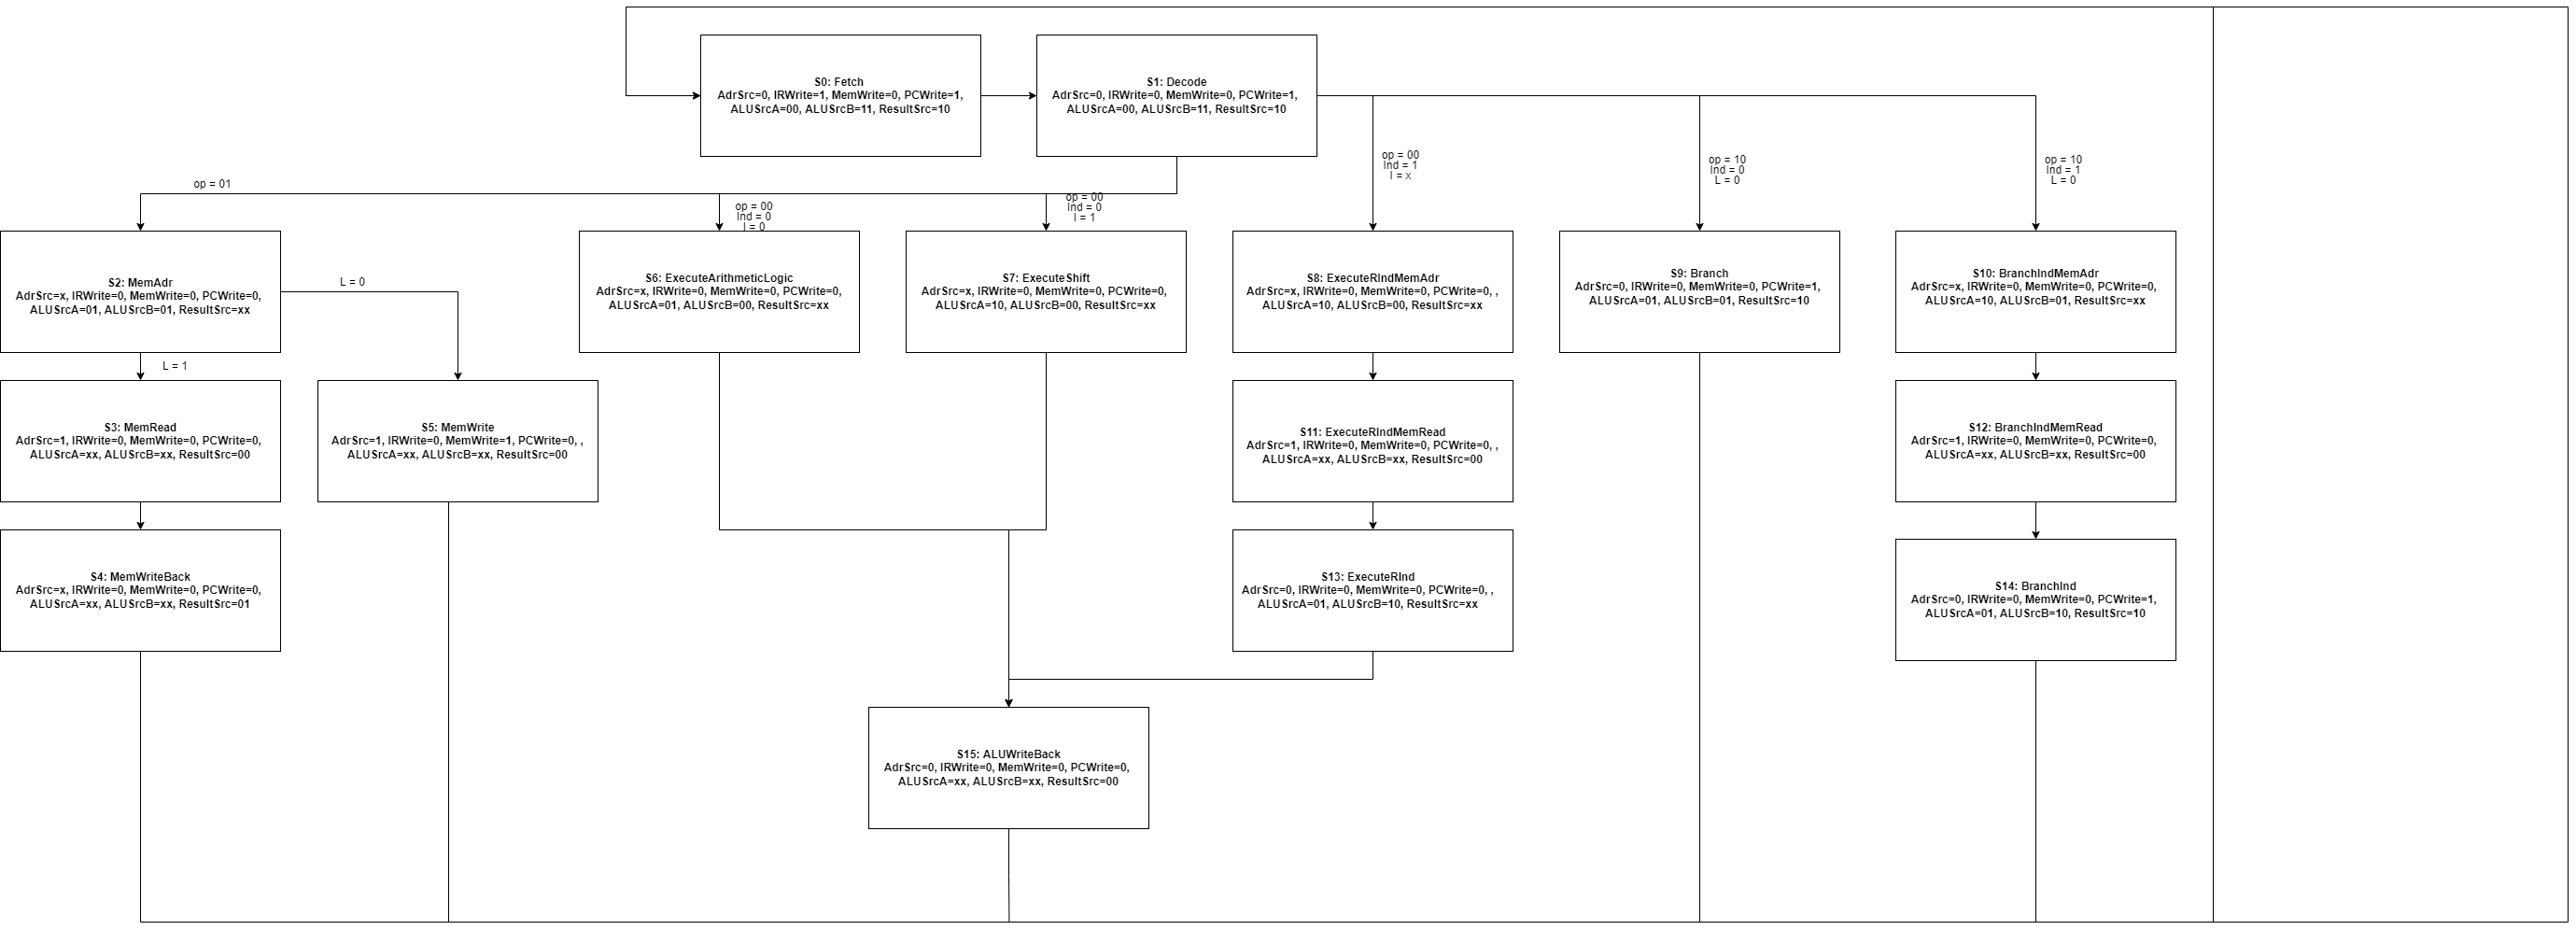 S0: Fetch
AdrSrc=0, IRWrite=1, MemWrite=0, PCWrite=1,
ALUSrcA=00, ALUSrcB=11, ResultSrc=10
S1: Decode
AdrSrc=0, IRWrite=0, MemWrite=0, PCWrite=1,
ALUSrcA=00, ALUSrcB=11, ResultSrc=10
op = 01
op = 00
Ind = 0
I = 0
op = 00
Ind = 0
I = 1
op = 00
Ind = 1
I = x
op = 10
Ind = 0
L = 0
op = 10
Ind = 1
L = 0
S2: MemAdr
AdrSrc=x, IRWrite=0, MemWrite=0, PCWrite=0,
ALUSrcA=01, ALUSrcB=01, ResultSrc=xx
L = 0
L = 1
S6: ExecuteArithmeticLogic
AdrSrc=x, IRWrite=0, MemWrite=0, PCWrite=0,
ALUSrcA=01, ALUSrcB=00, ResultSrc=xx
S7: ExecuteShift
AdrSrc=x, IRWrite=0, MemWrite=0, PCWrite=0,
ALUSrcA=10, ALUSrcB=00, ResultSrc=xx
S8: ExecuteRIndMemAdr
AdrSrc=x, IRWrite=0, MemWrite=0, PCWrite=0, ,
ALUSrcA=10, ALUSrcB=00, ResultSrc=xx
S9: Branch
AdrSrc=0, IRWrite=0, MemWrite=0, PCWrite=1,
ALUSrcA=01, ALUSrcB=01, ResultSrc=10
S10: BranchIndMemAdr
AdrSrc=x, IRWrite=0, MemWrite=0, PCWrite=0,
ALUSrcA=10, ALUSrcB=01, ResultSrc=xx
S3: MemRead
AdrSrc=1, IRWrite=0, MemWrite=0, PCWrite=0,
ALUSrcA=xx, ALUSrcB=xx, ResultSrc=00
S5: MemWrite
AdrSrc=1, IRWrite=0, MemWrite=1, PCWrite=0, ,
ALUSrcA=xx, ALUSrcB=xx, ResultSrc=00
S11: ExecuteRIndMemRead
AdrSrc=1, IRWrite=0, MemWrite=0, PCWrite=0, ,
ALUSrcA=xx, ALUSrcB=xx, ResultSrc=00
S12: BranchIndMemRead
AdrSrc=1, IRWrite=0, MemWrite=0, PCWrite=0,
ALUSrcA=xx, ALUSrcB=xx, ResultSrc=00
S4: MemWriteBack
AdrSrc=x, IRWrite=0, MemWrite=0, PCWrite=0,
ALUSrcA=xx, ALUSrcB=xx, ResultSrc=01
S13: ExecuteRInd
AdrSrc=0, IRWrite=0, MemWrite=0, PCWrite=0, ,
ALUSrcA=01, ALUSrcB=10, ResultSrc=xx
S14: BranchInd
AdrSrc=0, IRWrite=0, MemWrite=0, PCWrite=1,
ALUSrcA=01, ALUSrcB=10, ResultSrc=10
S15: ALUWriteBack
AdrSrc=0, IRWrite=0, MemWrite=0, PCWrite=0,
ALUSrcA=xx, ALUSrcB=xx, ResultSrc=00